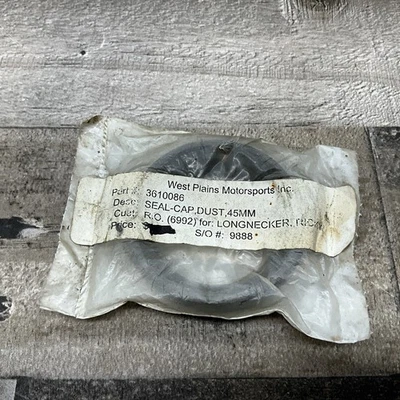 West Plains Motorsports Inc.
Part #: 3610086
Desc: SEAL-CAP,DUST,45MM
Cust: R.O. (6992) for: LONGNECKER,
Price:
S/O #: 9888